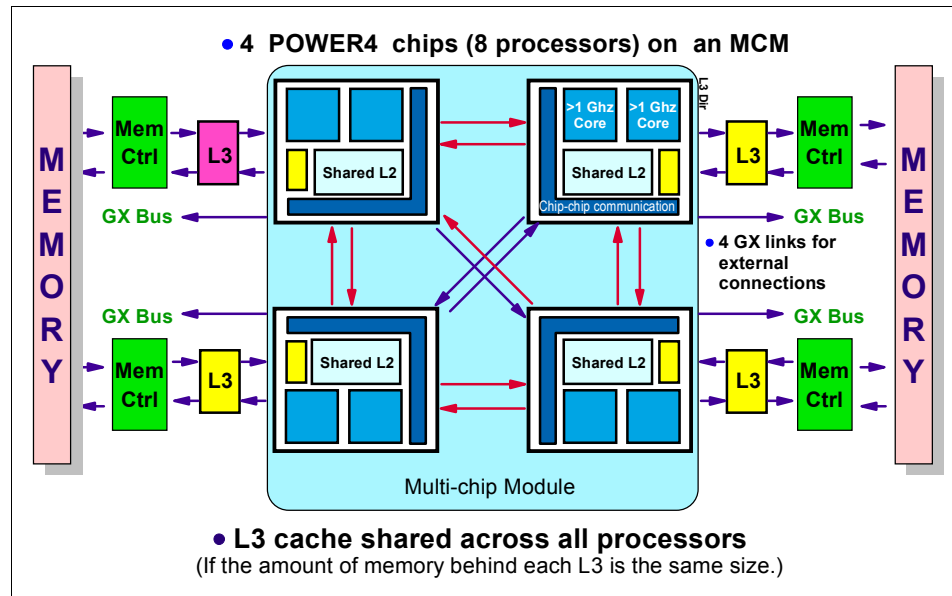 • 4 POWER4 chips (8 processors) on an MCM
MEMORY
Mem
Ctrl
L3
Shared L2
>1 Ghz
Core
>1 Ghz
Core
L3 Dir
Shared L2
Chip-chip communication
L3
Mem
Ctrl
MEMORY
GX Bus
GX Bus
• 4 GX links for
external
connections
GX Bus
GX Bus
Mem
Ctrl
L3
Shared L2
Shared L2
L3
Mem
Ctrl
Multi-chip Module
• L3 cache shared across all processors
(If the amount of memory behind each L3 is the same size.)